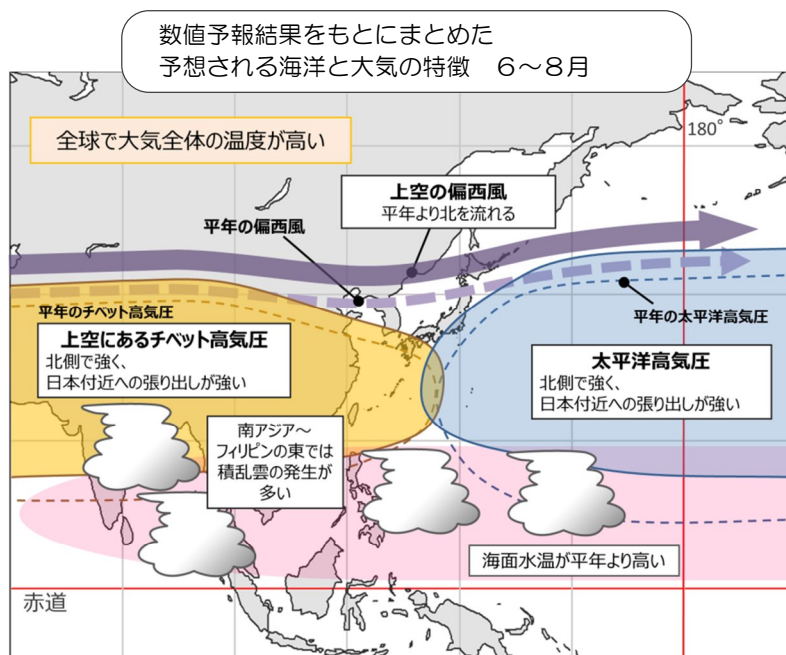 数値予報結果をもとにまとめた
予想される海洋と大気の特徴　６～８月
180°
全球で大気全体の温度が高い
上空の偏西風
平年より北を流れる
平年の偏西風
平年のチベット高気圧
平年の太平洋高気圧
上空にあるチベット高気圧
北側で強く、
日本付近への張り出しが強い
太平洋高気圧
北側で強く、
日本付近への張り出しが強い
南アジア～
フィリピンの東では
積乱雲の発生が
多い
海面水温が平年より高い
赤道